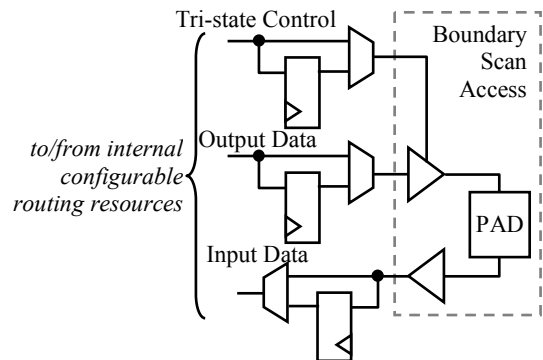 Tri-state Control
Boundary
Scan
Access
Output Data
to/from internal
configurable
routing resources
PAD
Input Data